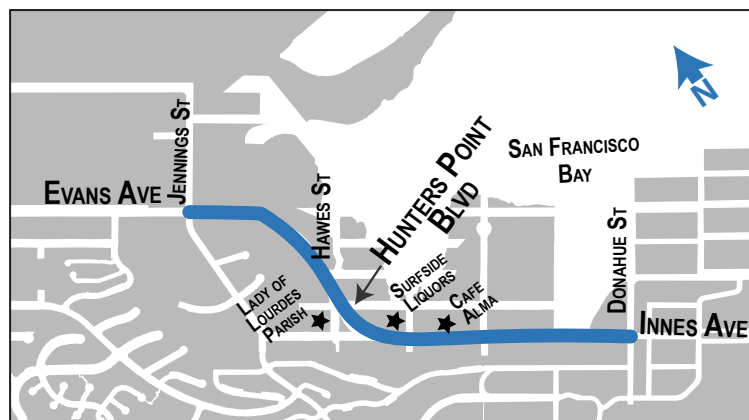 N
SAN FRANCISCO
BAY
JENNINGS ST
EVANS AVE
HAWES ST
HUNTERS POINT
BLVD
DONAHUE ST
LADY OF
LOURDES
PARISH
SURFSIDE
LIQUORS
CAFE
ALMA
INNES AVE